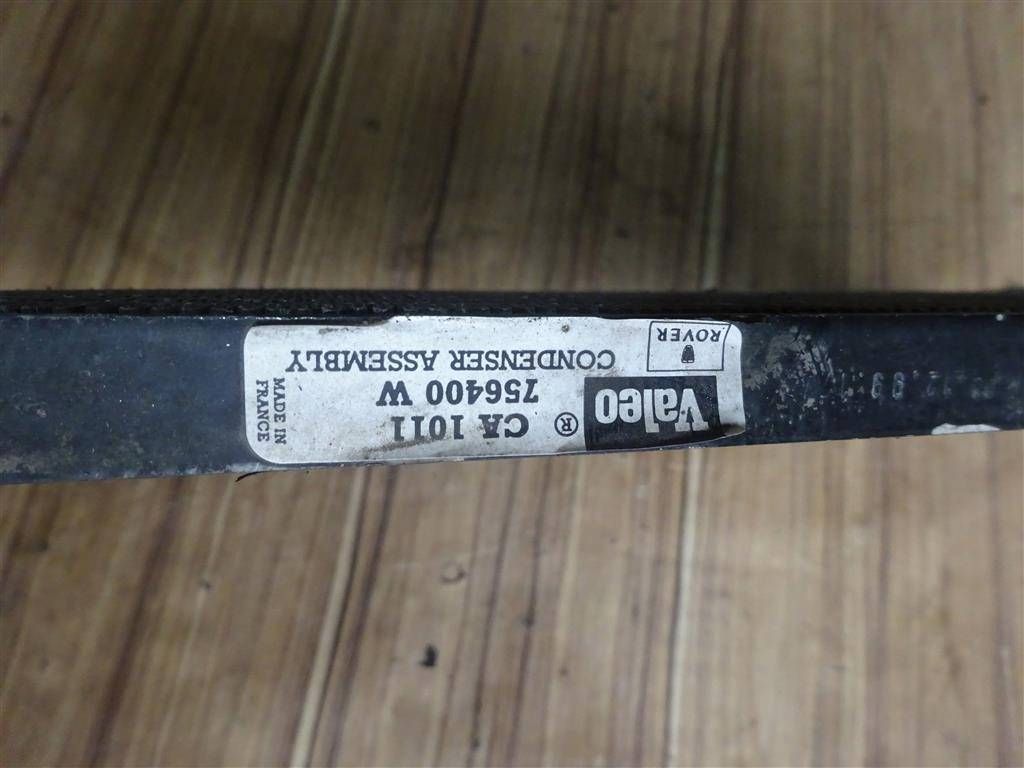 Valeo ®
CA 1011
756400 W
MADE IN
FRANCE
ROVER
CONDENSER ASSEMBLY